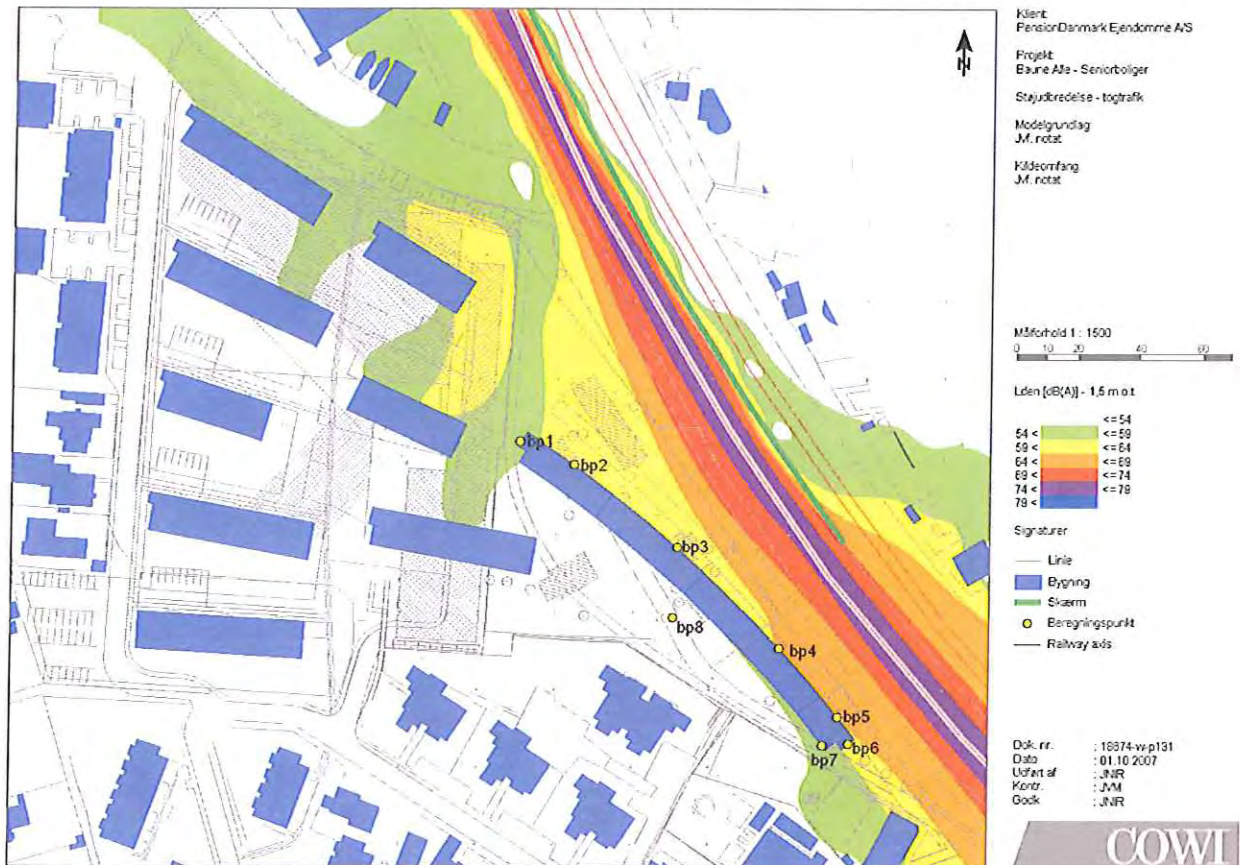 N
bp1
bp2
bp3
bp8
bp4
bp5
bp7
bp6
Klient
PensionDanmark Ejendomme A/S
Projekt
Baune Alle - Seniorboliger
Støjudbredelse - togtrafik
Modelgrundlag
JM. notat
Kildeomfang
JM. notat
Målforhold 1 : 1500
0 10 20 40 60
Lden [dB(A)] - 1,5 m o t
<= 54
54 < <= 59
59 < <= 64
64 < <= 69
69 < <= 74
74 < <= 79
79 <
Signaturer
Linie
Bygning
Skærm
Beregningspunkt
Railway axis
Dok. nr. : 18674-w-p131
Dato : 01.10.2007
Udført af : JNR
Kontr. : JVM
Godk : JNR
COWI